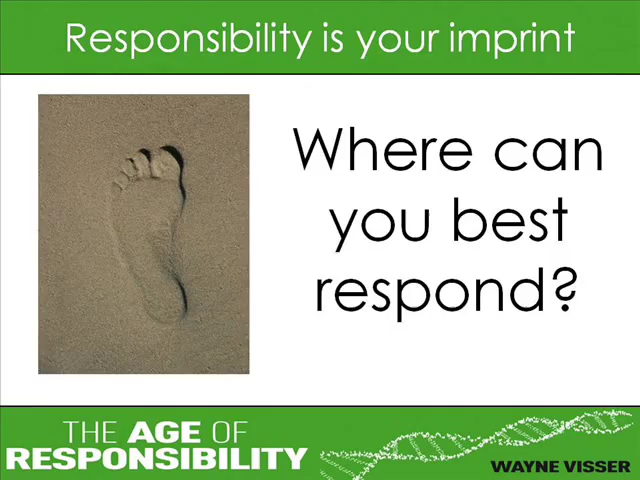 Responsibility is your imprint
Where can
you best
respond?
THE AGE OF
RESPONSIBILITY
WAYNE VISSER